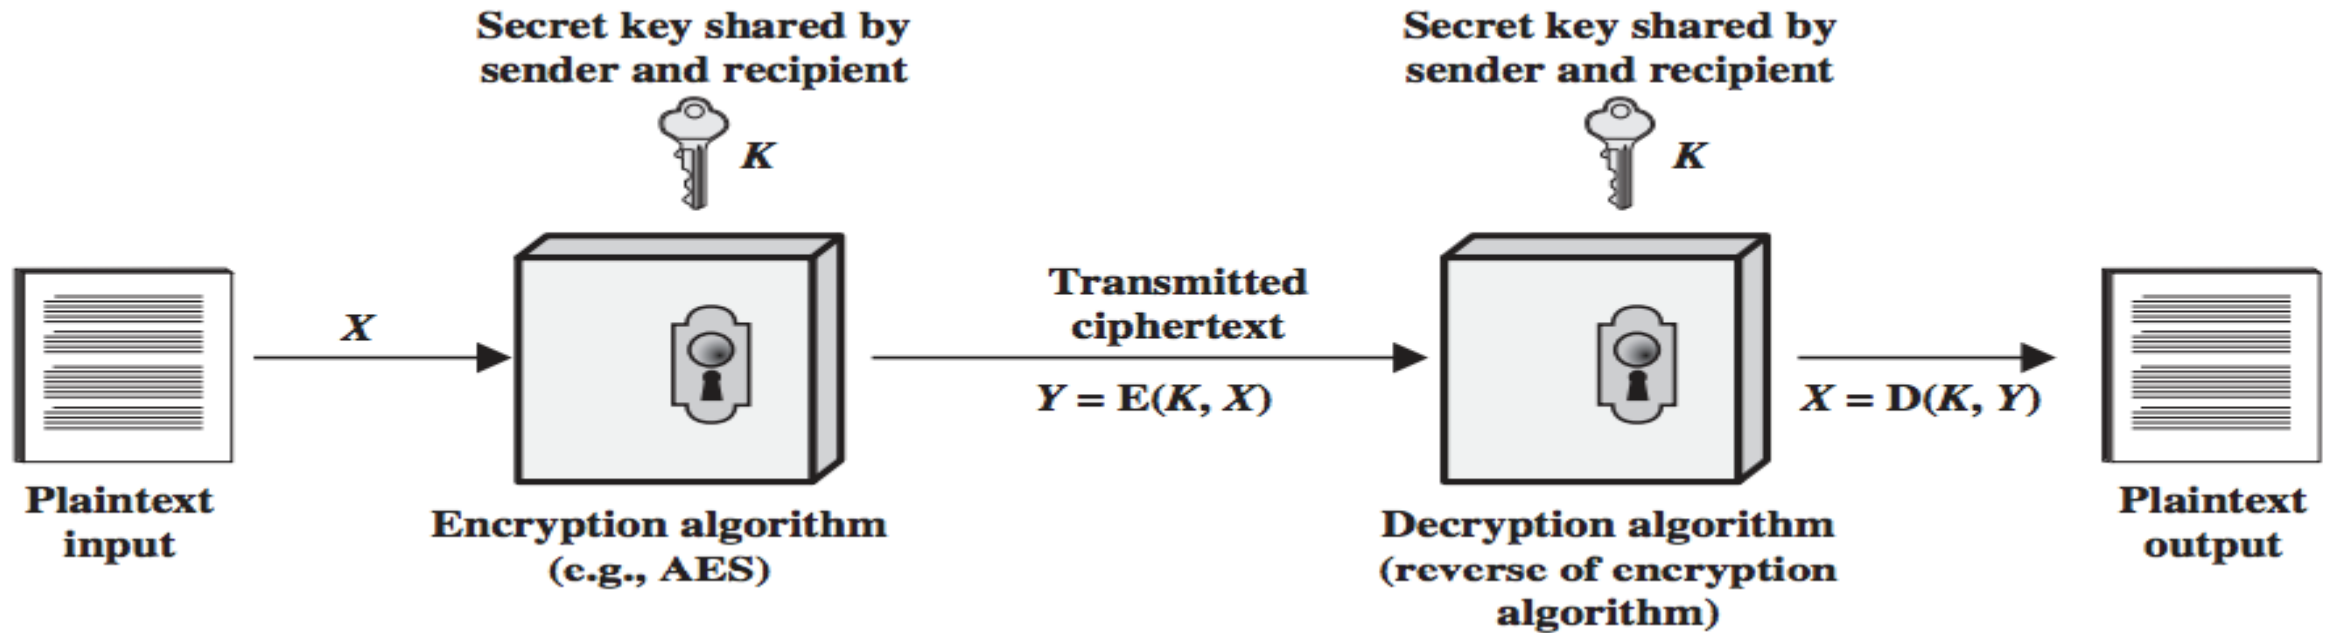 Secret key shared by
sender and recipient
K
Secret key shared by
sender and recipient
K
X
Transmitted
ciphertext
Y = E(K, X)
X = D(K, Y)
Plaintext
input
Encryption algorithm
(e.g., AES)
Decryption algorithm
(reverse of encryption
algorithm)
Plaintext
output